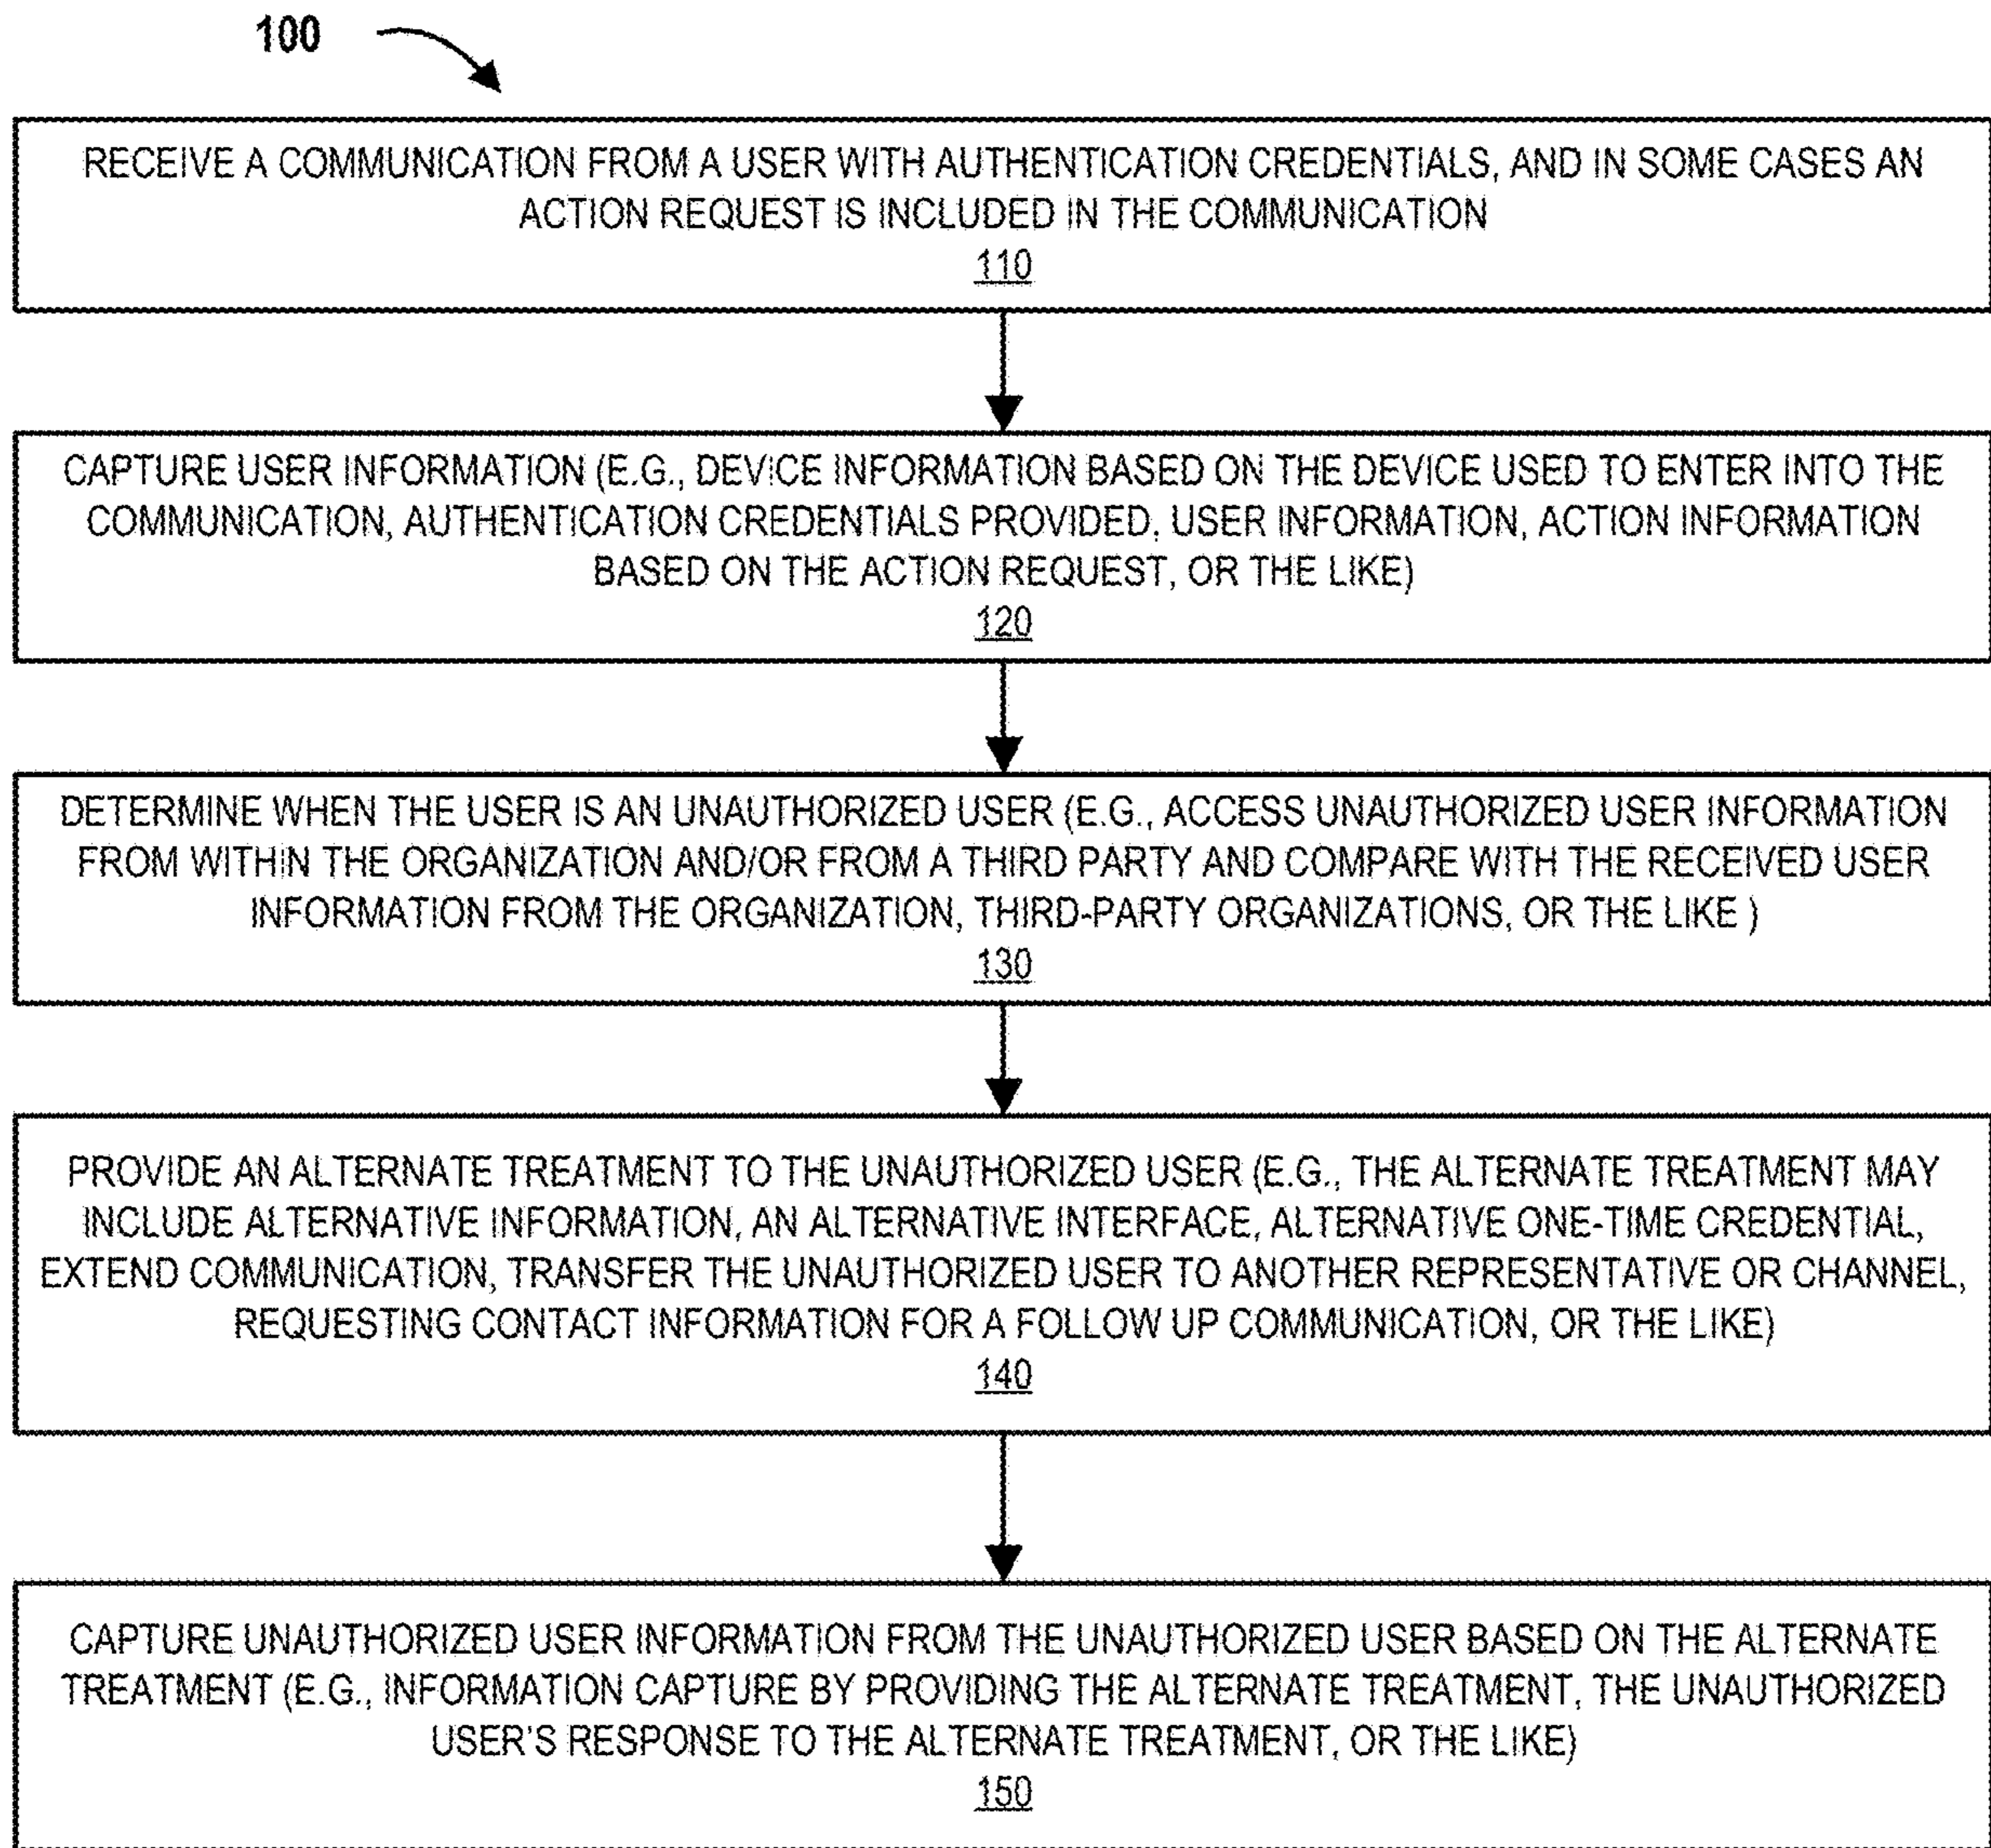 100
RECEIVE A COMMUNICATION FROM A USER WITH AUTHENTICATION CREDENTIALS, AND IN SOME CASES AN
ACTION REQUEST IS INCLUDED IN THE COMMUNICATION
110
CAPTURE USER INFORMATION (E.G., DEVICE INFORMATION BASED ON THE DEVICE USED TO ENTER INTO THE
COMMUNICATION, AUTHENTICATION CREDENTIALS PROVIDED, USER INFORMATION, ACTION INFORMATION
BASED ON THE ACTION REQUEST, OR THE LIKE)
120
DETERMINE WHEN THE USER IS AN UNAUTHORIZED USER (E.G., ACCESS UNAUTHORIZED USER INFORMATION
FROM WITHIN THE ORGANIZATION AND/OR FROM A THIRD PARTY AND COMPARE WITH THE RECEIVED USER
INFORMATION FROM THE ORGANIZATION, THIRD-PARTY ORGANIZATIONS, OR THE LIKE )
130
PROVIDE AN ALTERNATE TREATMENT TO THE UNAUTHORIZED USER (E.G., THE ALTERNATE TREATMENT MAY
INCLUDE ALTERNATIVE INFORMATION, AN ALTERNATIVE INTERFACE, ALTERNATIVE ONE-TIME CREDENTIAL,
EXTEND COMMUNICATION, TRANSFER THE UNAUTHORIZED USER TO ANOTHER REPRESENTATIVE OR CHANNEL,
REQUESTING CONTACT INFORMATION FOR A FOLLOW UP COMMUNICATION, OR THE LIKE)
140
CAPTURE UNAUTHORIZED USER INFORMATION FROM THE UNAUTHORIZED USER BASED ON THE ALTERNATE
TREATMENT (E.G., INFORMATION CAPTURE BY PROVIDING THE ALTERNATE TREATMENT, THE UNAUTHORIZED
USER'S RESPONSE TO THE ALTERNATE TREATMENT, OR THE LIKE)
150